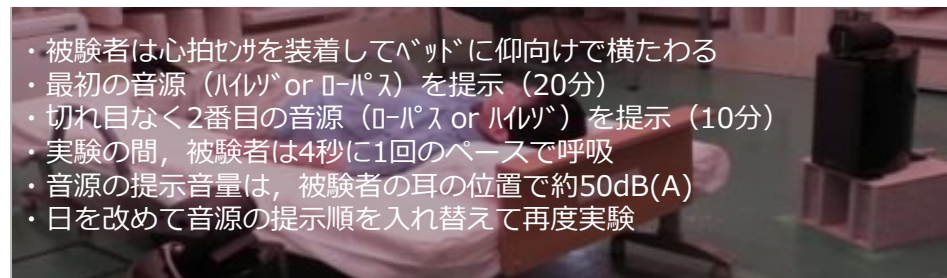 ・被験者は心拍ｾﾝｻを装着してﾍﾞｯﾄﾞに仰向けで横たわる
・最初の音源（ﾊｲﾚｿﾞ or ﾛｰﾊﾟｽ）を提示（20分）
・切れ目なく2番目の音源（ﾛｰﾊﾟｽ or ﾊｲﾚｿﾞ）を提示（10分）
・実験の間，被験者は4秒に1回のペースで呼吸
・音源の提示音量は，被験者の耳の位置で約50dB(A)
・日を改めて音源の提示順を入れ替えて再度実験